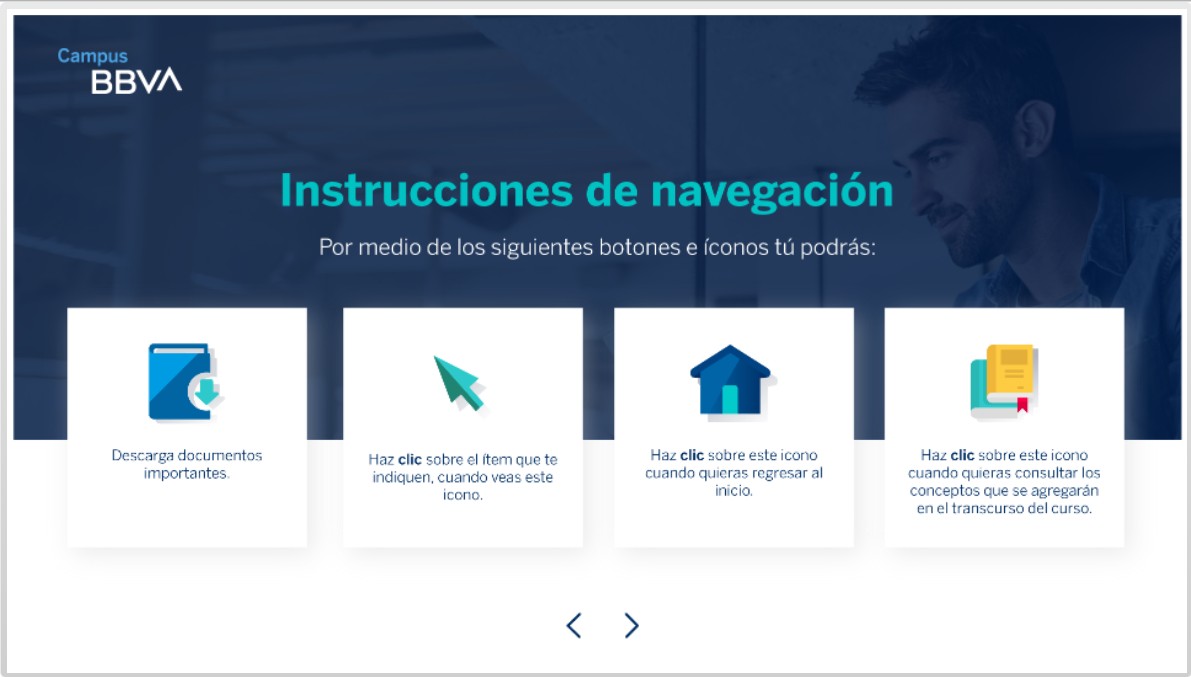 Campus
BBVA
Instrucciones de navegación
Por medio de los siguientes botones e íconos tú podrás:
Descarga documentos
importantes.
Haz clic sobre el ítem que te
indiquen, cuando veas este
icono.
Haz clic sobre este icono
cuando quieras regresar al
inicio.
Haz clic sobre este icono
cuando quieras consultar los
conceptos que se agregarán
en el transcurso del curso.